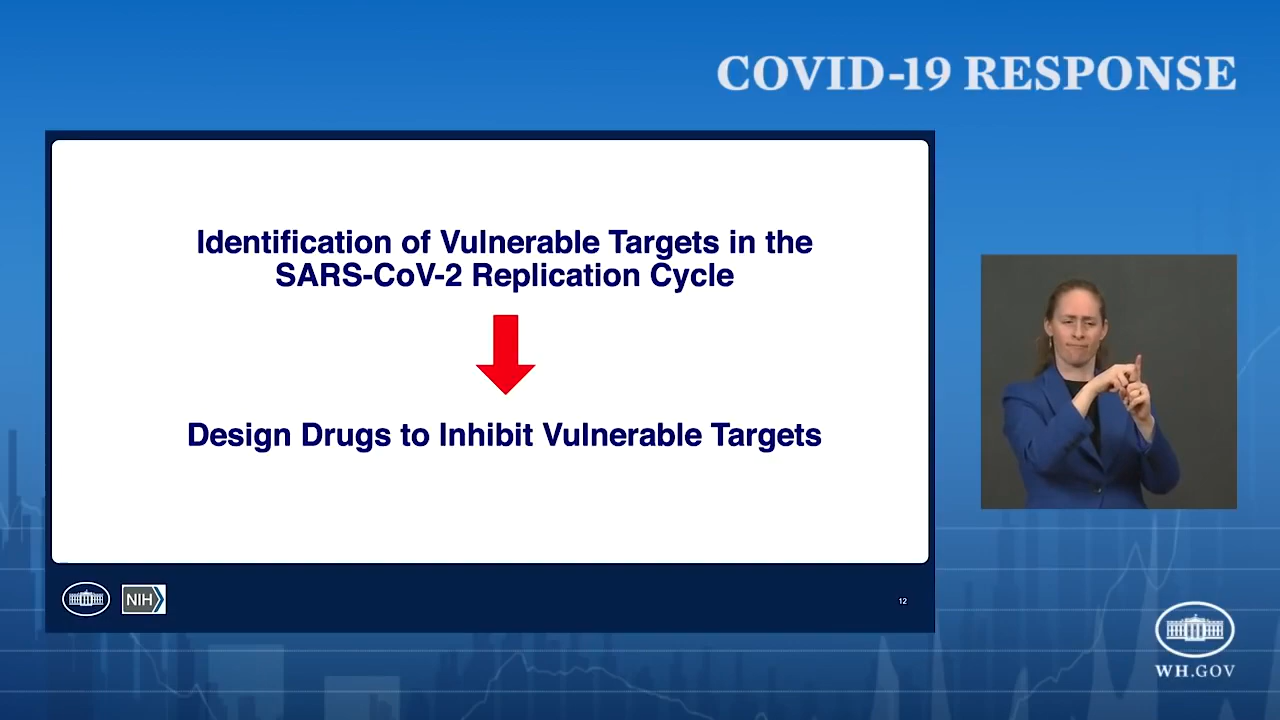 COVID-19 RESPONSE
Identification of Vulnerable Targets in the
SARS-CoV-2 Replication Cycle
Design Drugs to Inhibit Vulnerable Targets
NIH
12
WH.GOV